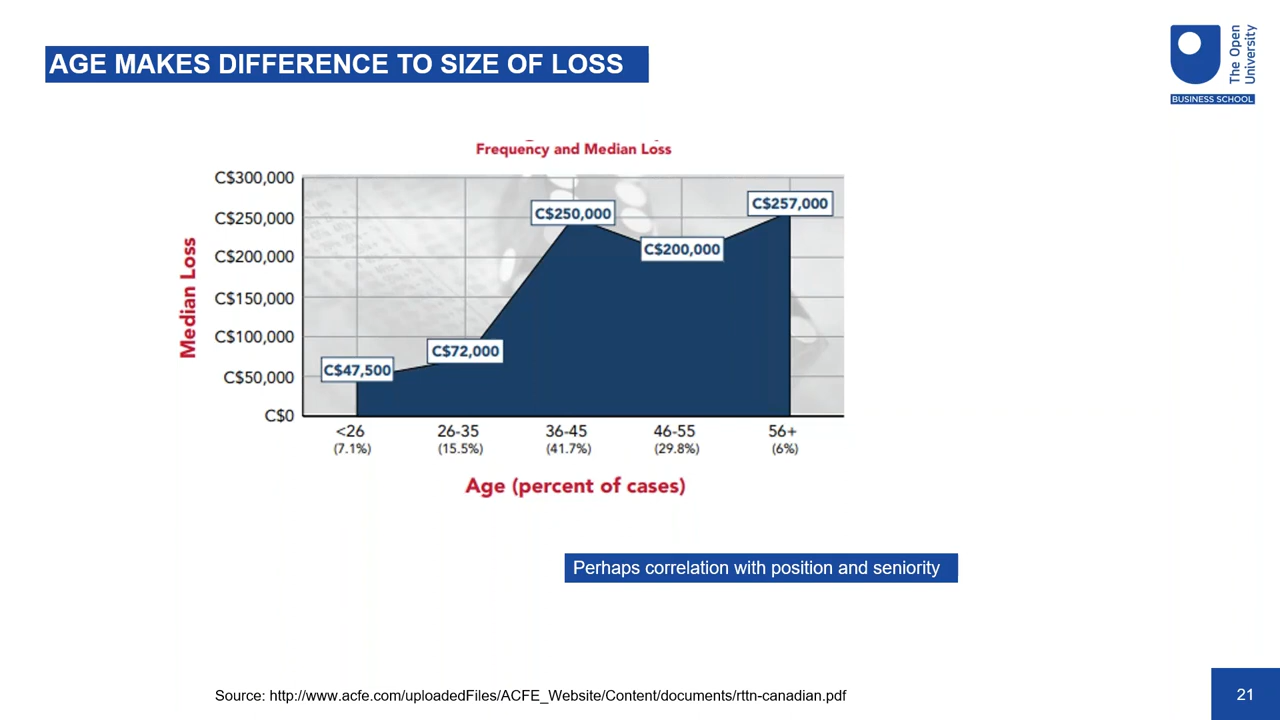 AGE MAKES DIFFERENCE TO SIZE OF LOSS
The Open
University
BUSINESS SCHOOL
Frequency and Median Loss
Median Loss
C$300,000
C$250,000
C$200,000
C$150,000
C$100,000
C$50,000
C$0
C$47,500
C$72,000
C$250,000
C$200,000
C$257,000
<26 26-35 36-45 46-55 56+
(7.1%) (15.5%) (41.7%) (29.8%) (6%)
Age (percent of cases)
Perhaps correlation with position and seniority
Source: http://www.acfe.com/uploadedFiles/ACFE_Website/Content/documents/rttn-canadian.pdf
21